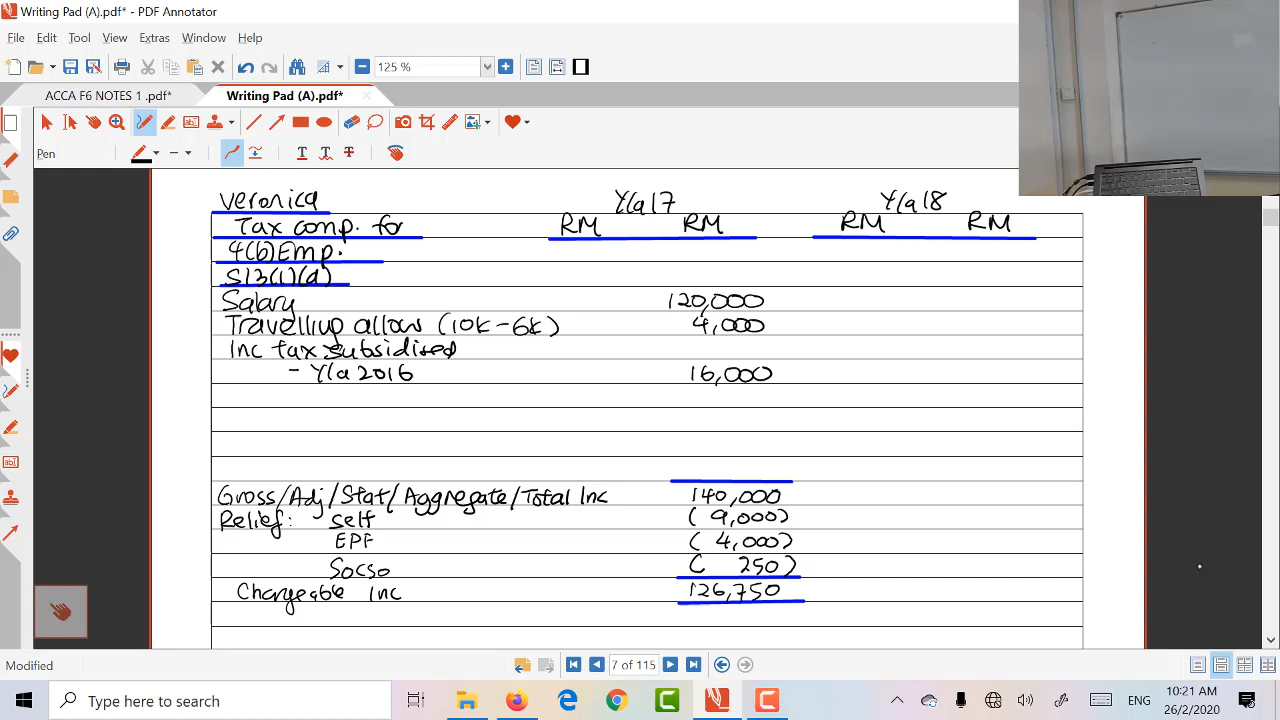 Writing Pad (A).pdf* - PDF Annotator
File Edit Tool View Extras Window Help
125 %
ACCA F6 NOTES 1 .pdf* Writing Pad (A).pdf*
Pen
Veronica Y/a 17 Y/a 18
Tax comp. for RM RM RM RM
4(b)Emp.
S13(1)(a)
Salary 120,000
Travelling allow (10k - 6k) 4,000
Inc tax subsidised
- Y/a 2016 16,000
Gross/Adj/Stat/Aggregate/Total Inc 140,000
Relief: self ( 9,000)
EPF ( 4,000)
Socso ( 250)
Chargeable Inc 126,750
Modified 7 of 115
Type here to search ENG 10:21 AM
26/2/2020